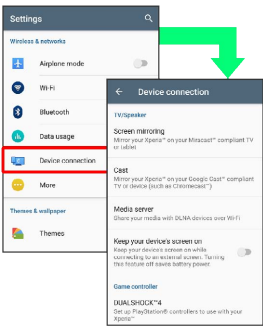 Settings
Wireless & networks
Airplane mode
Wi-Fi
Bluetooth
Data usage
Device connection
More
Themes & wallpaper
Themes
Device connection
TV/Speaker
Screen mirroring
Mirror your Xperia™ on your Miracast™ compliant TV
or tablet
Cast
Mirror your Xperia™ on your Google Cast™ compliant
TV or device (such as Chromecast™)
Media server
Share your media with DLNA devices over Wi-Fi
Keep your device's screen on
Keep your device's screen on while
connecting to an external screen. Turning
this feature off saves battery power.
Game controller
DUALSHOCK™4
Set up PlayStation® controllers to use with your
Xperia™